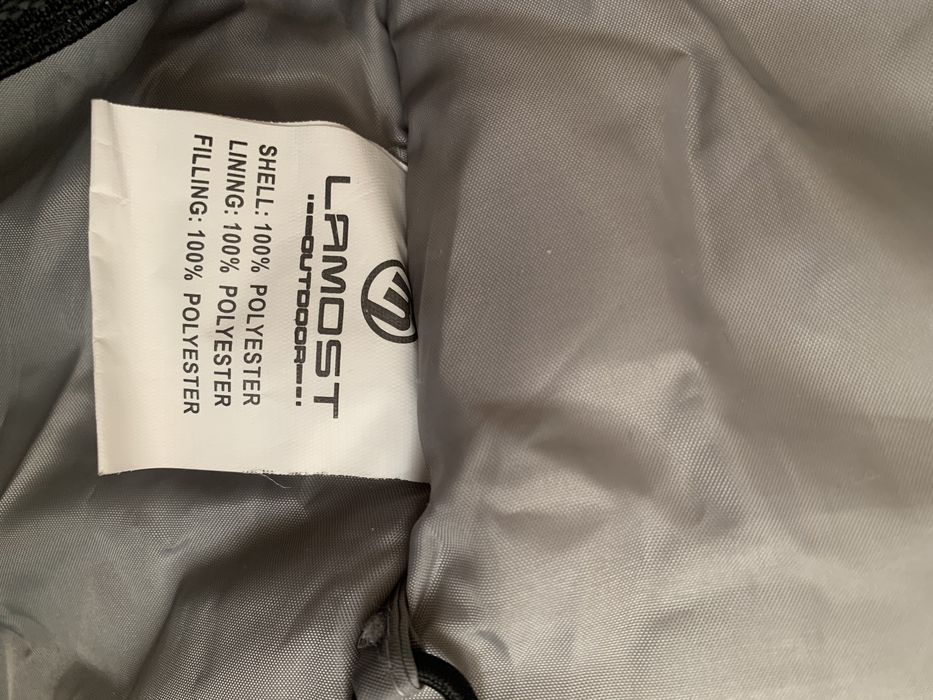 LAMOST
OUTDOOR
SHELL: 100% POLYESTER
LINING: 100% POLYESTER
FILLING: 100% POLYESTER